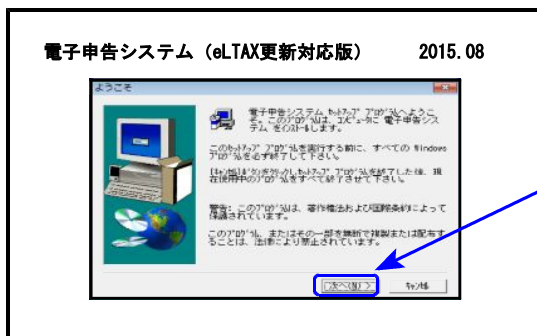 電子申告システム（eLTAX更新対応版） 2015.08
ようこそ
電子申告システム ｾｯﾄｱｯﾌﾟ ﾌﾟﾛｸﾞﾗﾑへようこ
そ。このﾌﾟﾛｸﾞﾗﾑは、ｺﾝﾋﾟｭｰﾀに 電子申告シス
テム をｲﾝｽﾄｰﾙします。
このｾｯﾄｱｯﾌﾟ ﾌﾟﾛｸﾞﾗﾑを実行する前に、すべての Windows
ﾌﾟﾛｸﾞﾗﾑを必ず終了して下さい。
[ｷｬﾝｾﾙ]ﾎﾞﾀﾝをｸﾘｯｸしｾｯﾄｱｯﾌﾟ ﾌﾟﾛｸﾞﾗﾑを終了した後、現
在使用中のﾌﾟﾛｸﾞﾗﾑをすべて終了させて下さい。
警告: このﾌﾟﾛｸﾞﾗﾑは、著作権法および国際条約によって
保護されています。
このﾌﾟﾛｸﾞﾗﾑ、またはその一部を無断で複製または配布す
ることは、法律により禁止されています。
次へ(N) >
ｷｬﾝｾﾙ